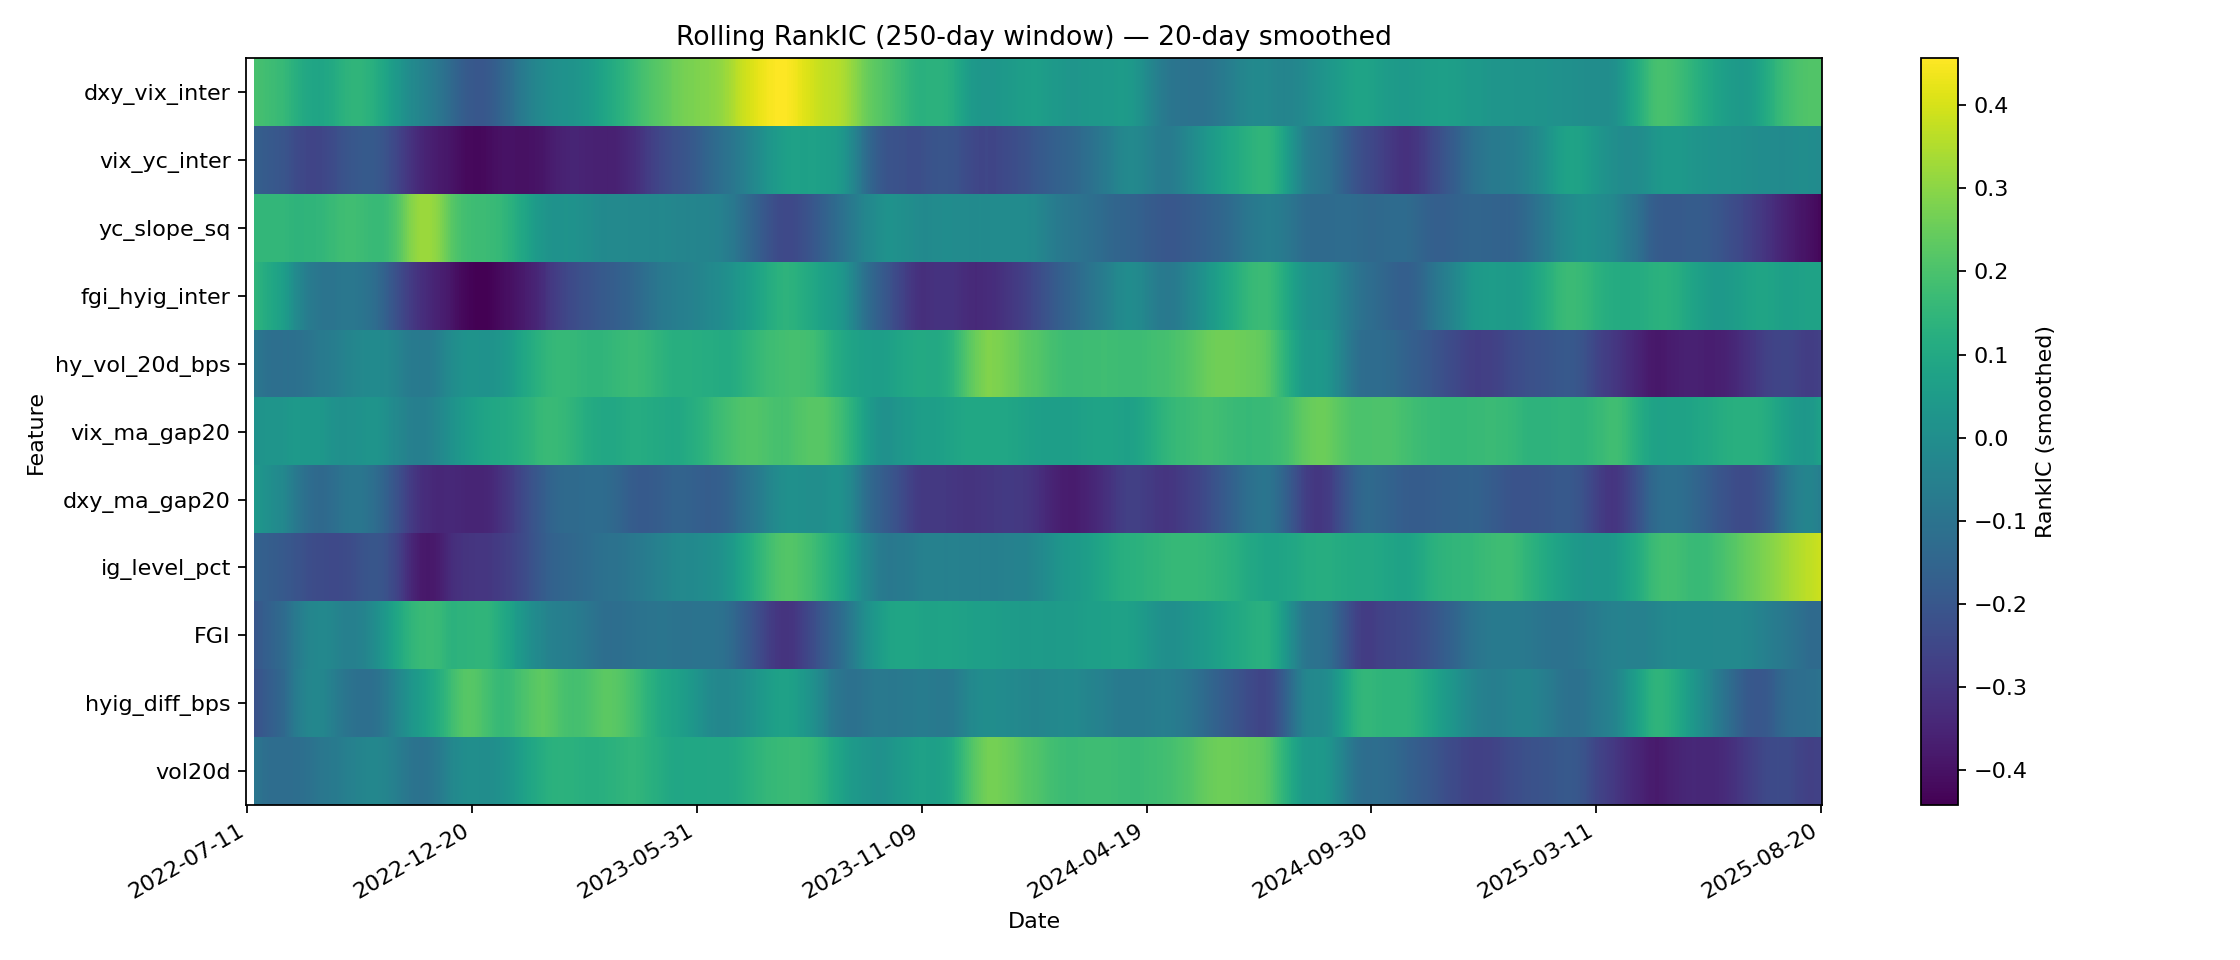 Rolling RankIC (250-day window) — 20-day smoothed
Feature
dxy_vix_inter
vix_yc_inter
yc_slope_sq
fgi_hyig_inter
hy_vol_20d_bps
vix_ma_gap20
dxy_ma_gap20
ig_level_pct
FGI
hyig_diff_bps
vol20d
2022-07-11
2022-12-20
2023-05-31
2023-11-09
2024-04-19
2024-09-30
2025-03-11
2025-08-20
Date
0.4
0.3
0.2
0.1
0.0
−0.1
−0.2
−0.3
−0.4
RankIC (smoothed)